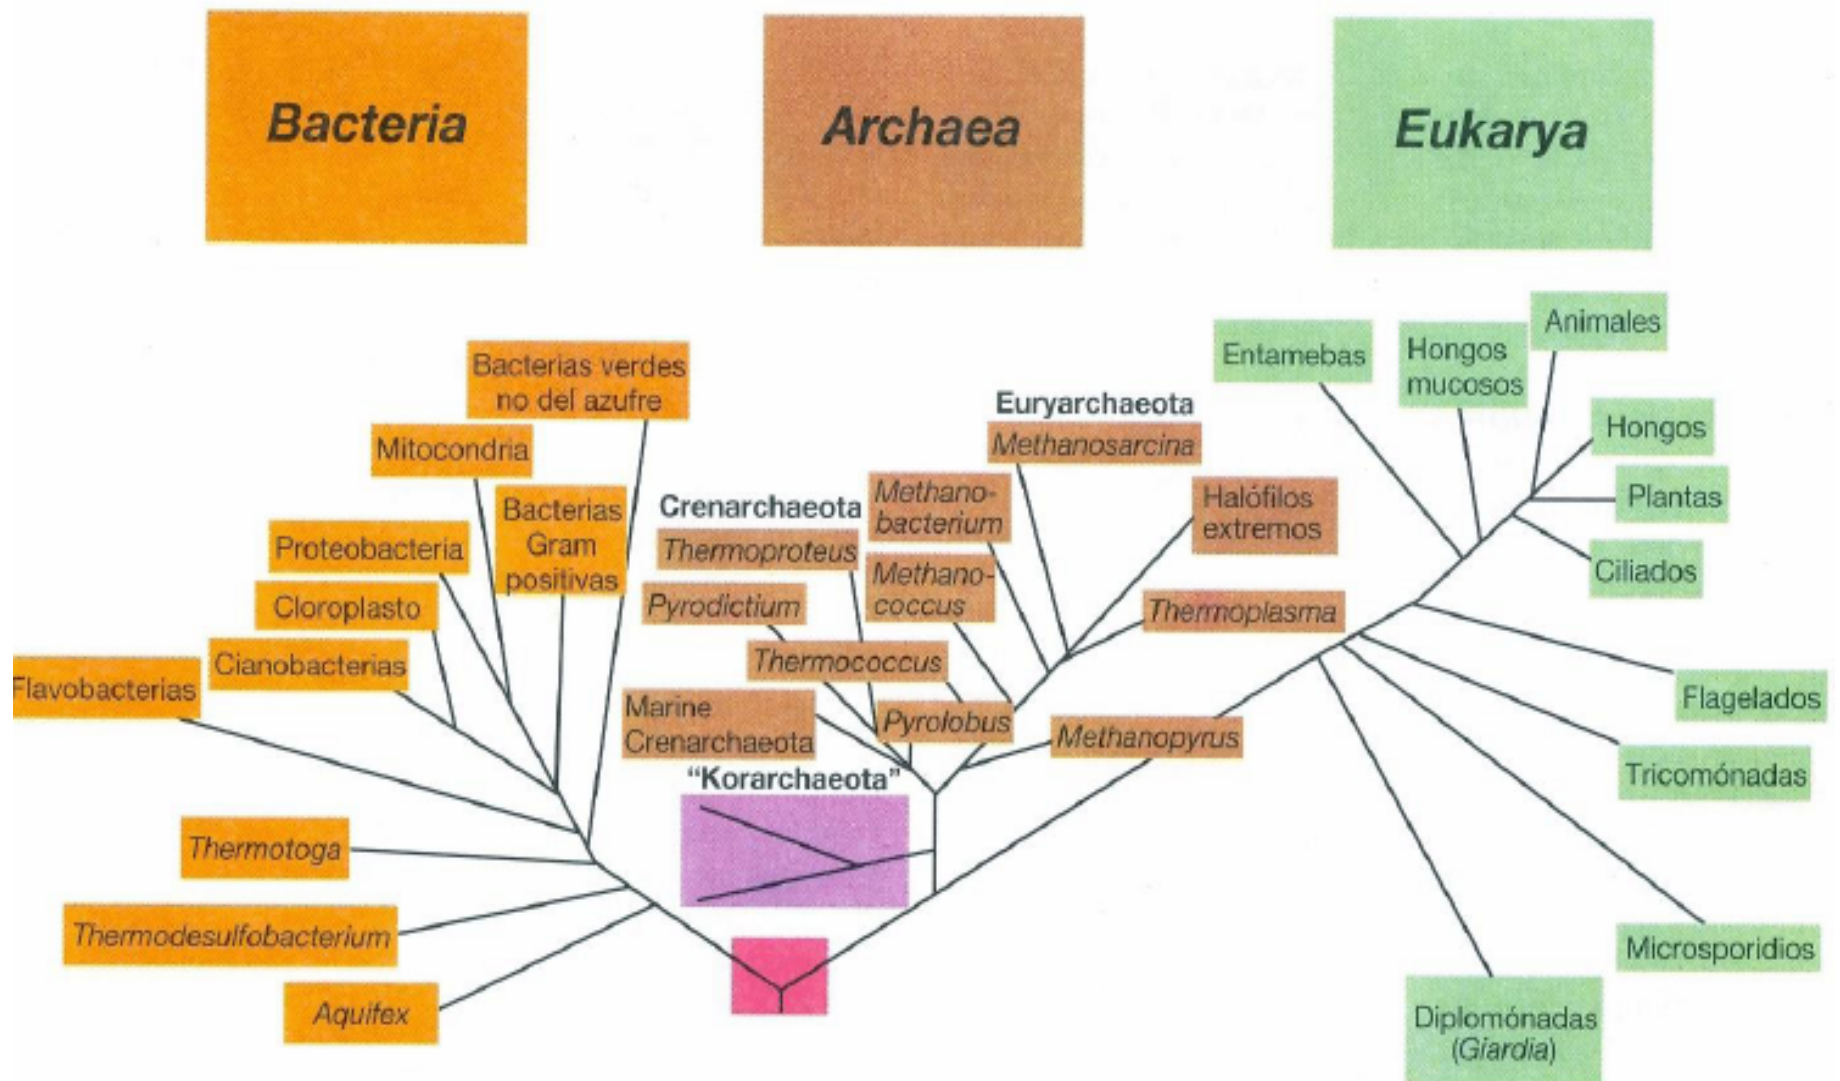 Bacteria
Archaea
Eukarya
Bacterias verdes
no del azufre
Mitocondria
Bacterias
Gram
positivas
Proteobacteria
Cloroplasto
Cianobacterias
Flavobacterias
Thermotoga
Thermodesulfobacterium
Aquifex
Crenarchaeota
Thermoproteus
Pyrodictium
Thermococcus
Marine
Crenarchaeota
Pyrolobus
"Korarchaeota"
Euryarchaeota
Methanosarcina
Methano-
bacterium
Methano-
coccus
Halófilos
extremos
Thermoplasma
Methanopyrus
Entamebas
Hongos
mucosos
Animales
Hongos
Plantas
Ciliados
Flagelados
Tricomónadas
Microsporidios
Diplomónadas
(Giardia)